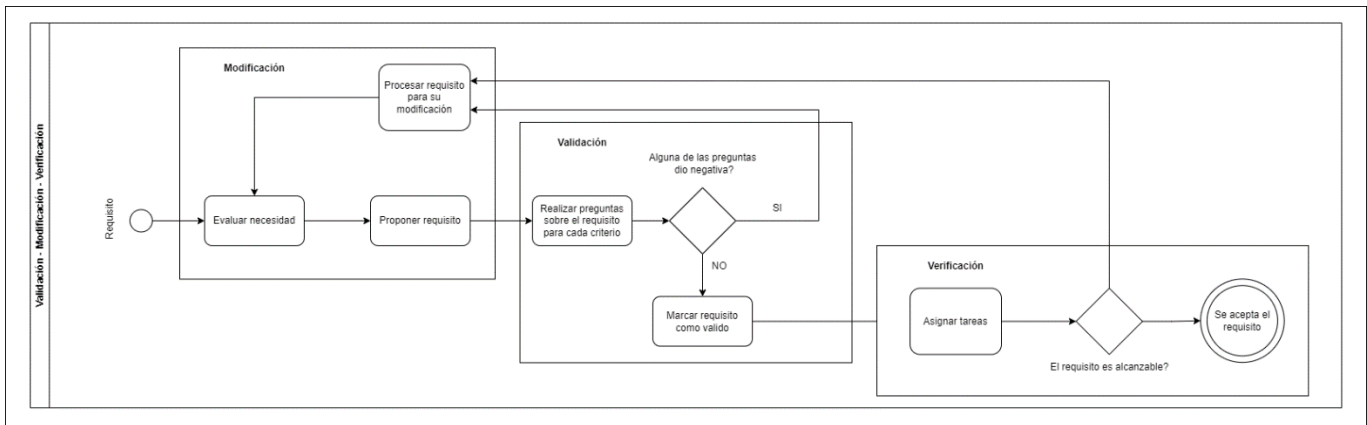 Validación - Modificación - Verificación
Requisito
Modificación
Procesar requisito
para su
modificación
Evaluar necesidad
Proponer requisito
Validación
Alguna de las preguntas
dio negativa?
Realizar preguntas
sobre el requisito
para cada criterio
SI
NO
Marcar requisito
como valido
Verificación
Asignar tareas
El requisito es alcanzable?
Se acepta el
requisito